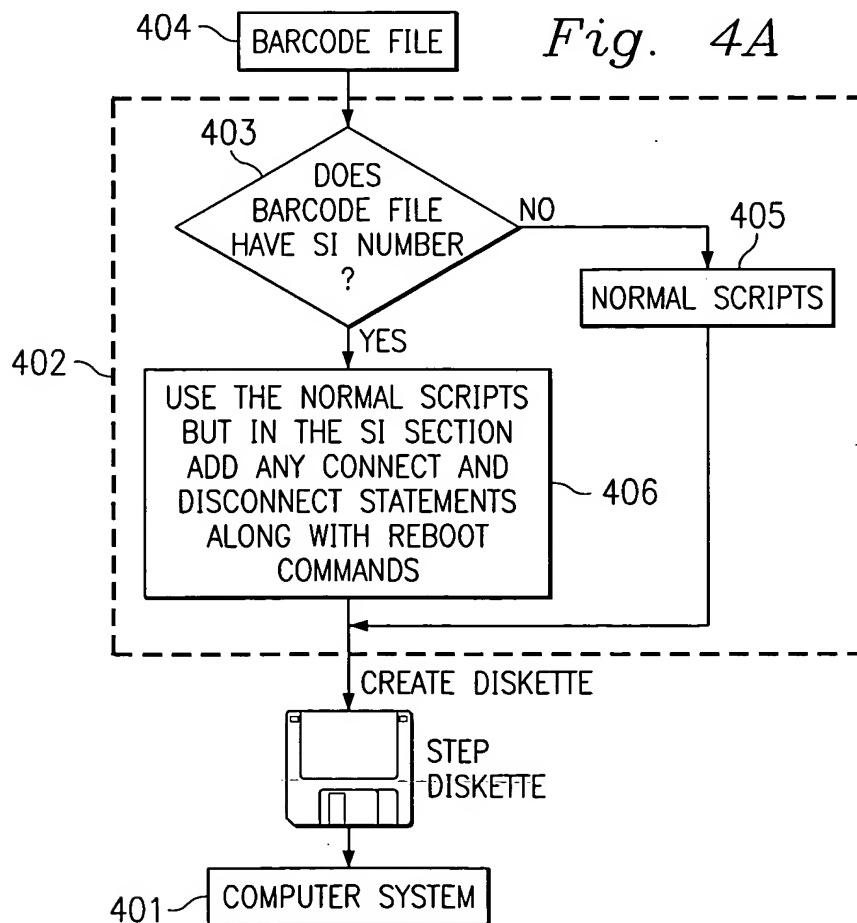 Fig. 4A
404
BARCODE FILE
403
DOES
BARCODE FILE
HAVE SI NUMBER
?
NO
405
NORMAL SCRIPTS
YES
402
USE THE NORMAL SCRIPTS
BUT IN THE SI SECTION
ADD ANY CONNECT AND
DISCONNECT STATEMENTS
ALONG WITH REBOOT
COMMANDS
406
CREATE DISKETTE
STEP
DISKETTE
401
COMPUTER SYSTEM